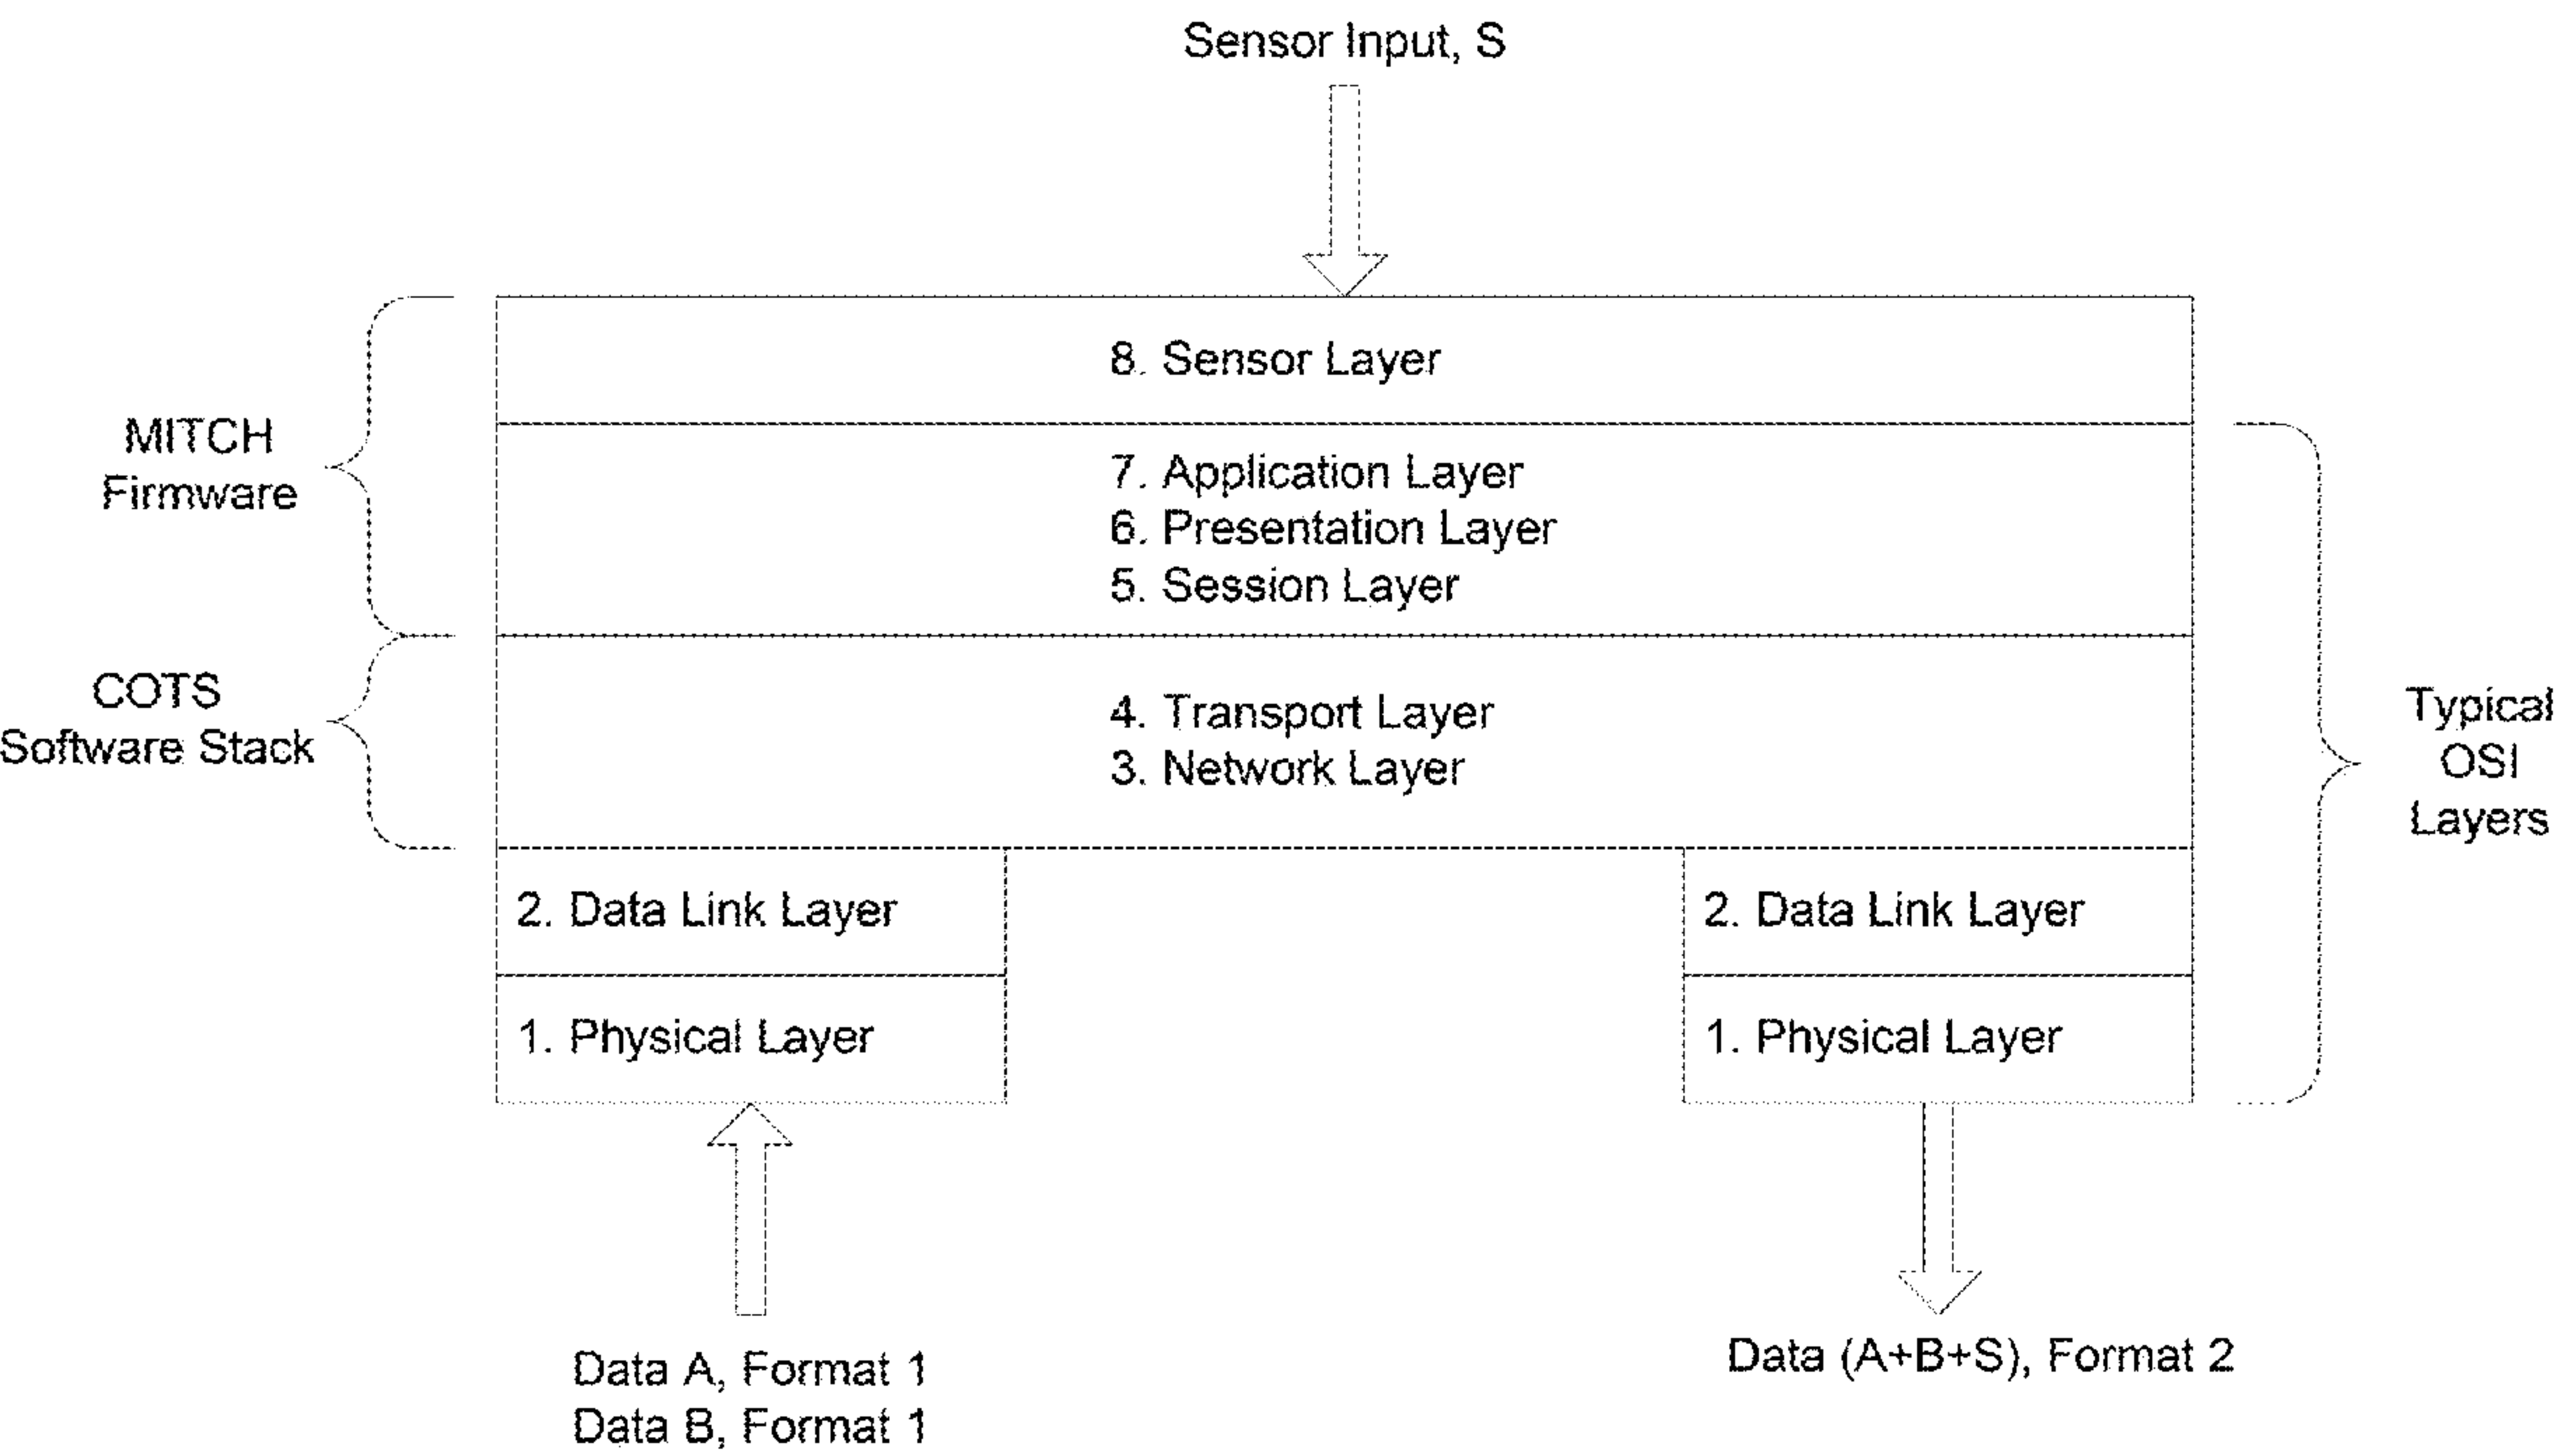 Sensor Input, S
8. Sensor Layer
MITCH
Firmware
7. Application Layer
6. Presentation Layer
5. Session Layer
COTS
Software Stack
4. Transport Layer
3. Network Layer
Typical
OSI
Layers
2. Data Link Layer
2. Data Link Layer
1. Physical Layer
1. Physical Layer
Data A, Format 1
Data B, Format 1
Data (A+B+S), Format 2